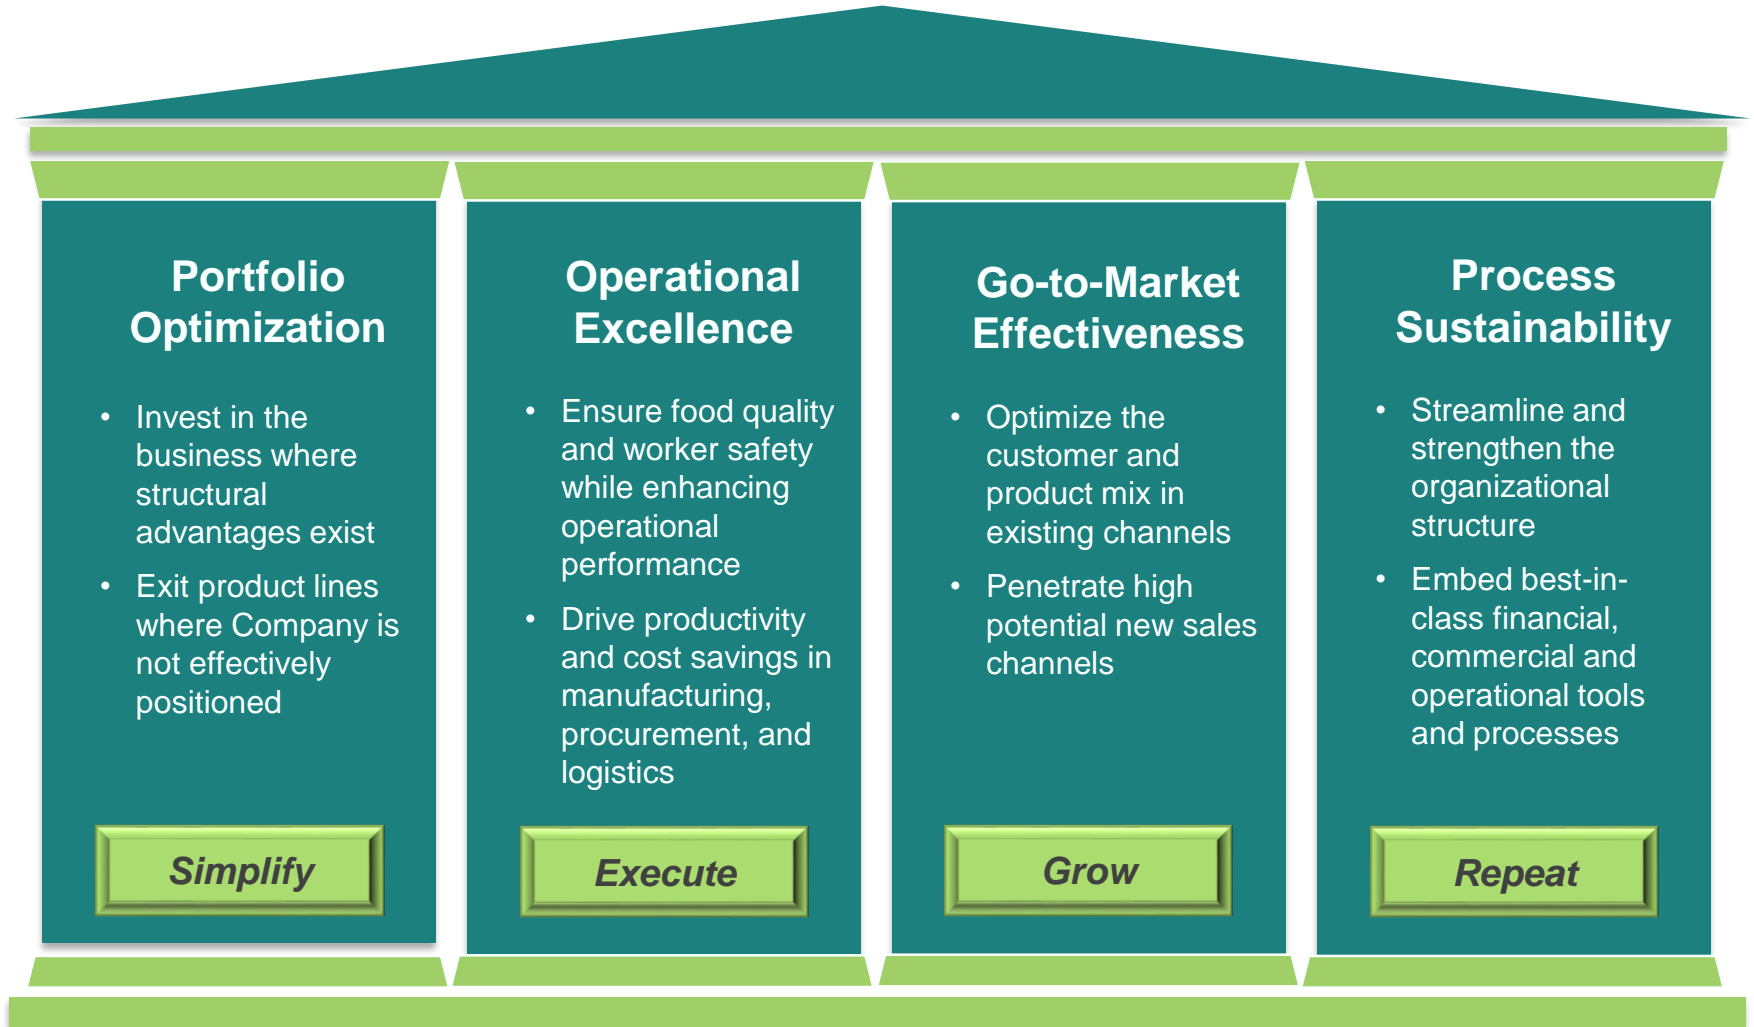 Portfolio
Optimization
• Invest in the
business where
structural
advantages exist
• Exit product lines
where Company is
not effectively
positioned
Simplify
Operational
Excellence
• Ensure food quality
and worker safety
while enhancing
operational
performance
• Drive productivity
and cost savings in
manufacturing,
procurement, and
logistics
Execute
Go-to-Market
Effectiveness
• Optimize the
customer and
product mix in
existing channels
• Penetrate high
potential new sales
channels
Grow
Process
Sustainability
• Streamline and
strengthen the
organizational
structure
• Embed best-in-
class financial,
commercial and
operational tools
and processes
Repeat